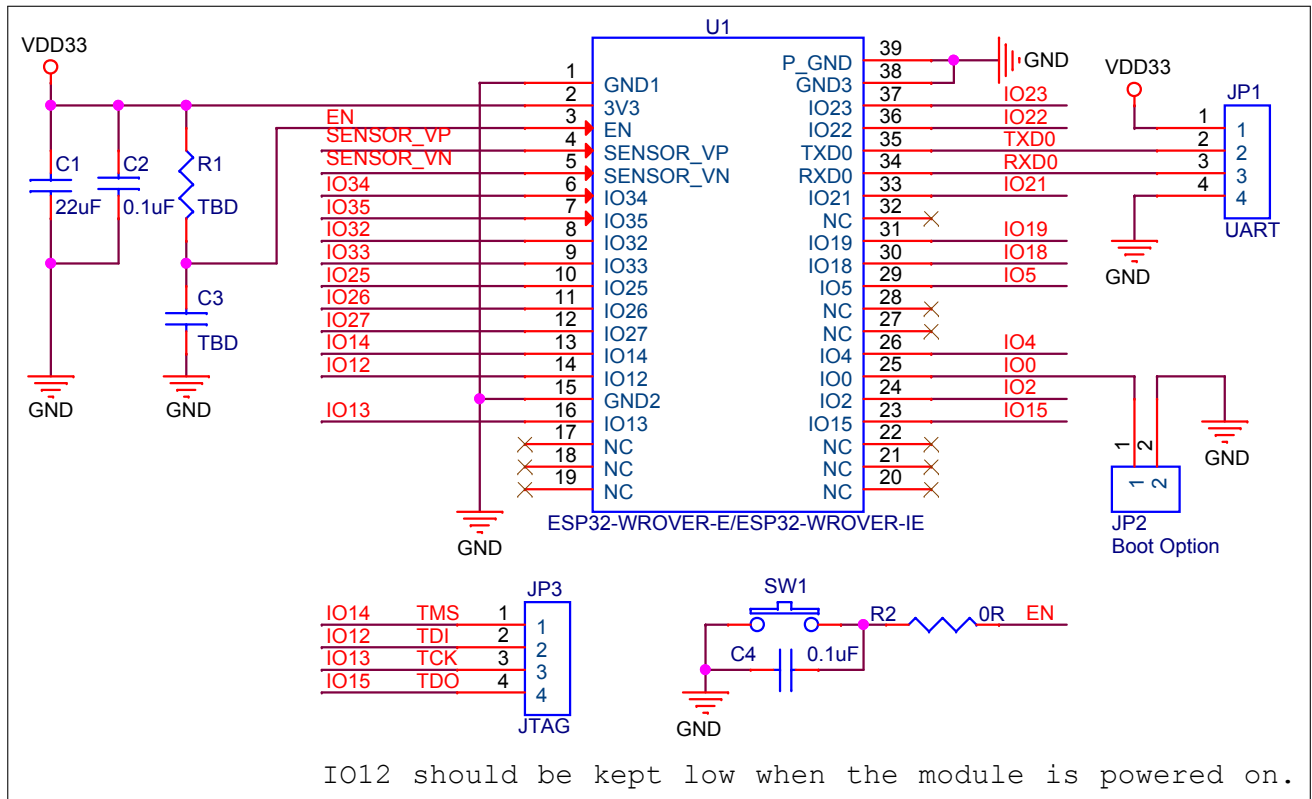 U1
VDD33
C1
22uF
C2
0.1uF
R1
TBD
C3
TBD
GND
GND
EN
SENSOR_VP
SENSOR_VN
IO34
IO35
IO32
IO33
IO25
IO26
IO27
IO14
IO12
IO13
1 GND1
2 3V3
3 EN
4 SENSOR_VP
5 SENSOR_VN
6 IO34
7 IO35
8 IO32
9 IO33
10 IO25
11 IO26
12 IO27
13 IO14
14 IO12
15 GND2
16 IO13
17 NC
18 NC
19 NC
GND
P_GND 39
GND3 38
IO23 37 IO23
IO22 36 IO22
TXD0 35 TXD0
RXD0 34 RXD0
IO21 33 IO21
NC 32
IO19 31 IO19
IO18 30 IO18
IO5 29 IO5
NC 28
NC 27
IO4 26 IO4
IO0 25 IO0
IO2 24 IO2
IO15 23 IO15
NC 22
NC 21
NC 20
GND
ESP32-WROVER-E/ESP32-WROVER-IE
VDD33
JP1
1 1
2 2
3 3
4 4
UART
GND
GND
1 2
1 2
JP2
Boot Option
JP3
IO14 TMS 1 1
IO12 TDI 2 2
IO13 TCK 3 3
IO15 TDO 4 4
JTAG
SW1
R2 0R EN
C4 0.1uF
GND
IO12 should be kept low when the module is powered on.